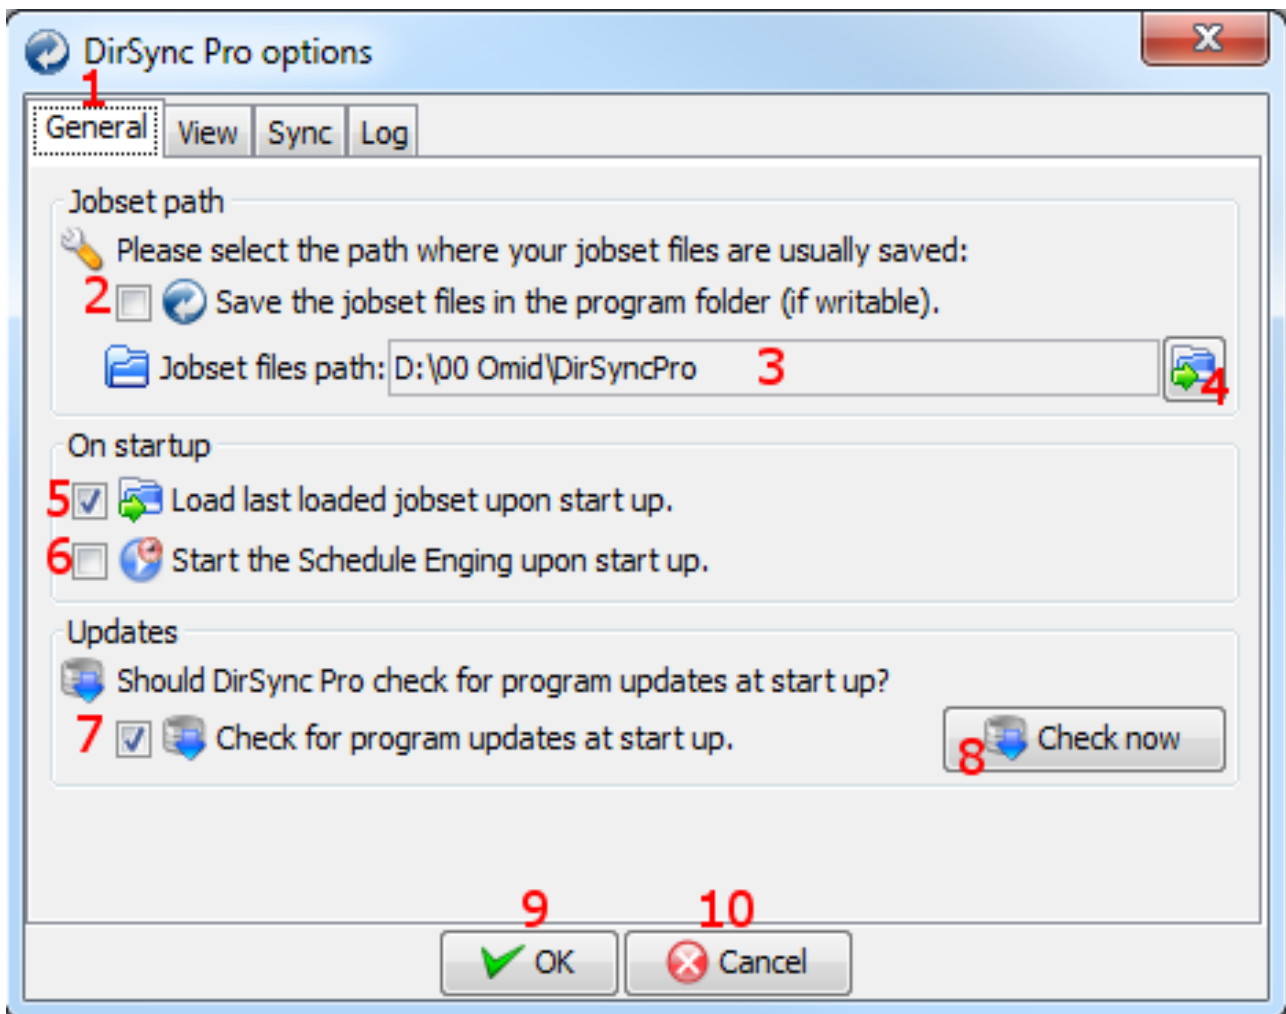 DirSync Pro options
X
1
General View Sync Log
Jobset path
Please select the path where your jobset files are usually saved:
2 Save the jobset files in the program folder (if writable).
Jobset files path: D:\00 Omid\DirSyncPro 3 4
On startup
5 Load last loaded jobset upon start up.
6 Start the Schedule Enging upon start up.
Updates
Should DirSync Pro check for program updates at start up?
7 Check for program updates at start up. 8 Check now
9 10
OK Cancel